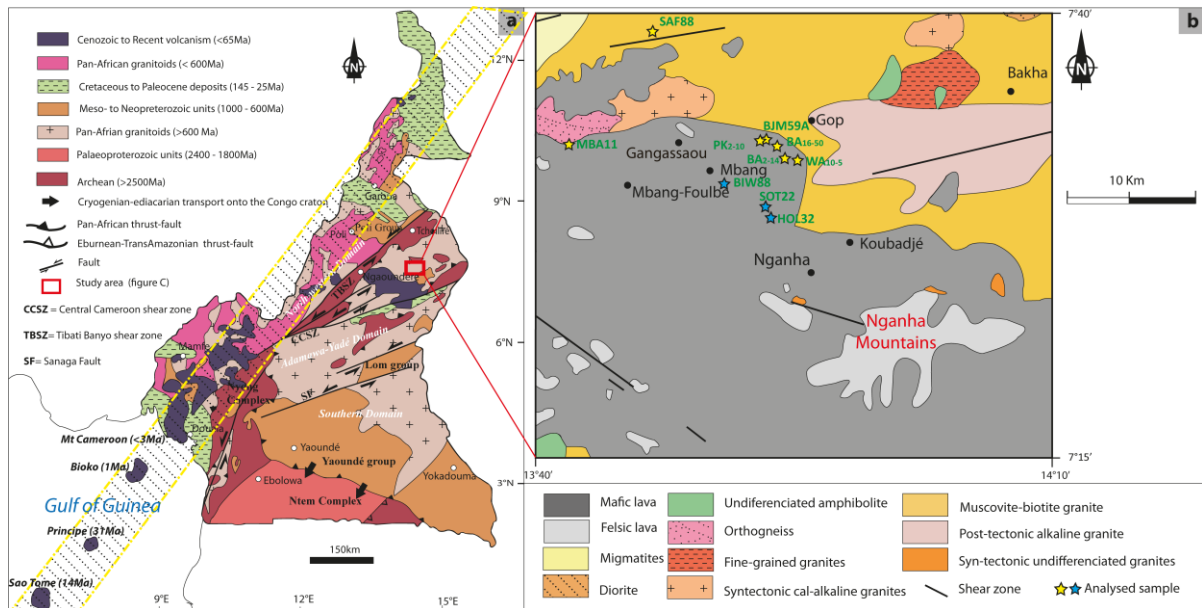 a
Cenozoic to Recent volcanism (<65Ma)
Pan-African granitoids (< 600Ma)
Cretaceous to Paleocene deposits (145 - 25Ma)
Meso- to Neopreterozoic units (1000 - 600Ma)
Pan-Afrian granitoids (>600 Ma)
Palaeoproterozoic units (2400 - 1800Ma)
Archean (>2500Ma)
Cryogenian-ediacarian transport onto the Congo craton
Pan-African thrust-fault
Eburnean-TransAmazonian thrust-fault
Fault
Study area (figure C)
CCSZ = Central Cameroon shear zone
TBSZ= Tibati Banyo shear zone
SF= Sanaga Fault
N
12°N
9°N
6°N
3°N
Garoua
Poli
Poli Group
Tcholliré
Ngaoundéré
TBSZ
CCSZ
Adamawa-Yadé Domain
Mamfe
Lom group
SF
Nyong
Complex
Southern Domain
Douala
Yaoundé
Yaoundé group
Yokadouma
Ebolowa
Ntem Complex
Mt Cameroon (<3Ma)
Bioko (1Ma)
Gulf of Guinea
Principe (31Ma)
Sao Tome (14Ma)
150km
9°E
12°E
15°E
b
7°40
N
SAF88
Bakha
Gop
BJM59A
MBA11
PK2-10
BA16-50
Gangassaou
BA2-14
WA10-5
Mbang
Mbang-Foulbe
BIW88
SOT22
HOL32
Koubadjé
Nganha
Nganha
Mountains
10 Km
7°15
13°40
14°10
Mafic lava
Felsic lava
Migmatites
Diorite
Undiferenciated amphibolite
Orthogneiss
Fine-grained granites
Syntectonic cal-alkaline granites
Muscovite-biotite granite
Post-tectonic alkaline granite
Syn-tectonic undifferenciated granites
Shear zone
Analysed sample